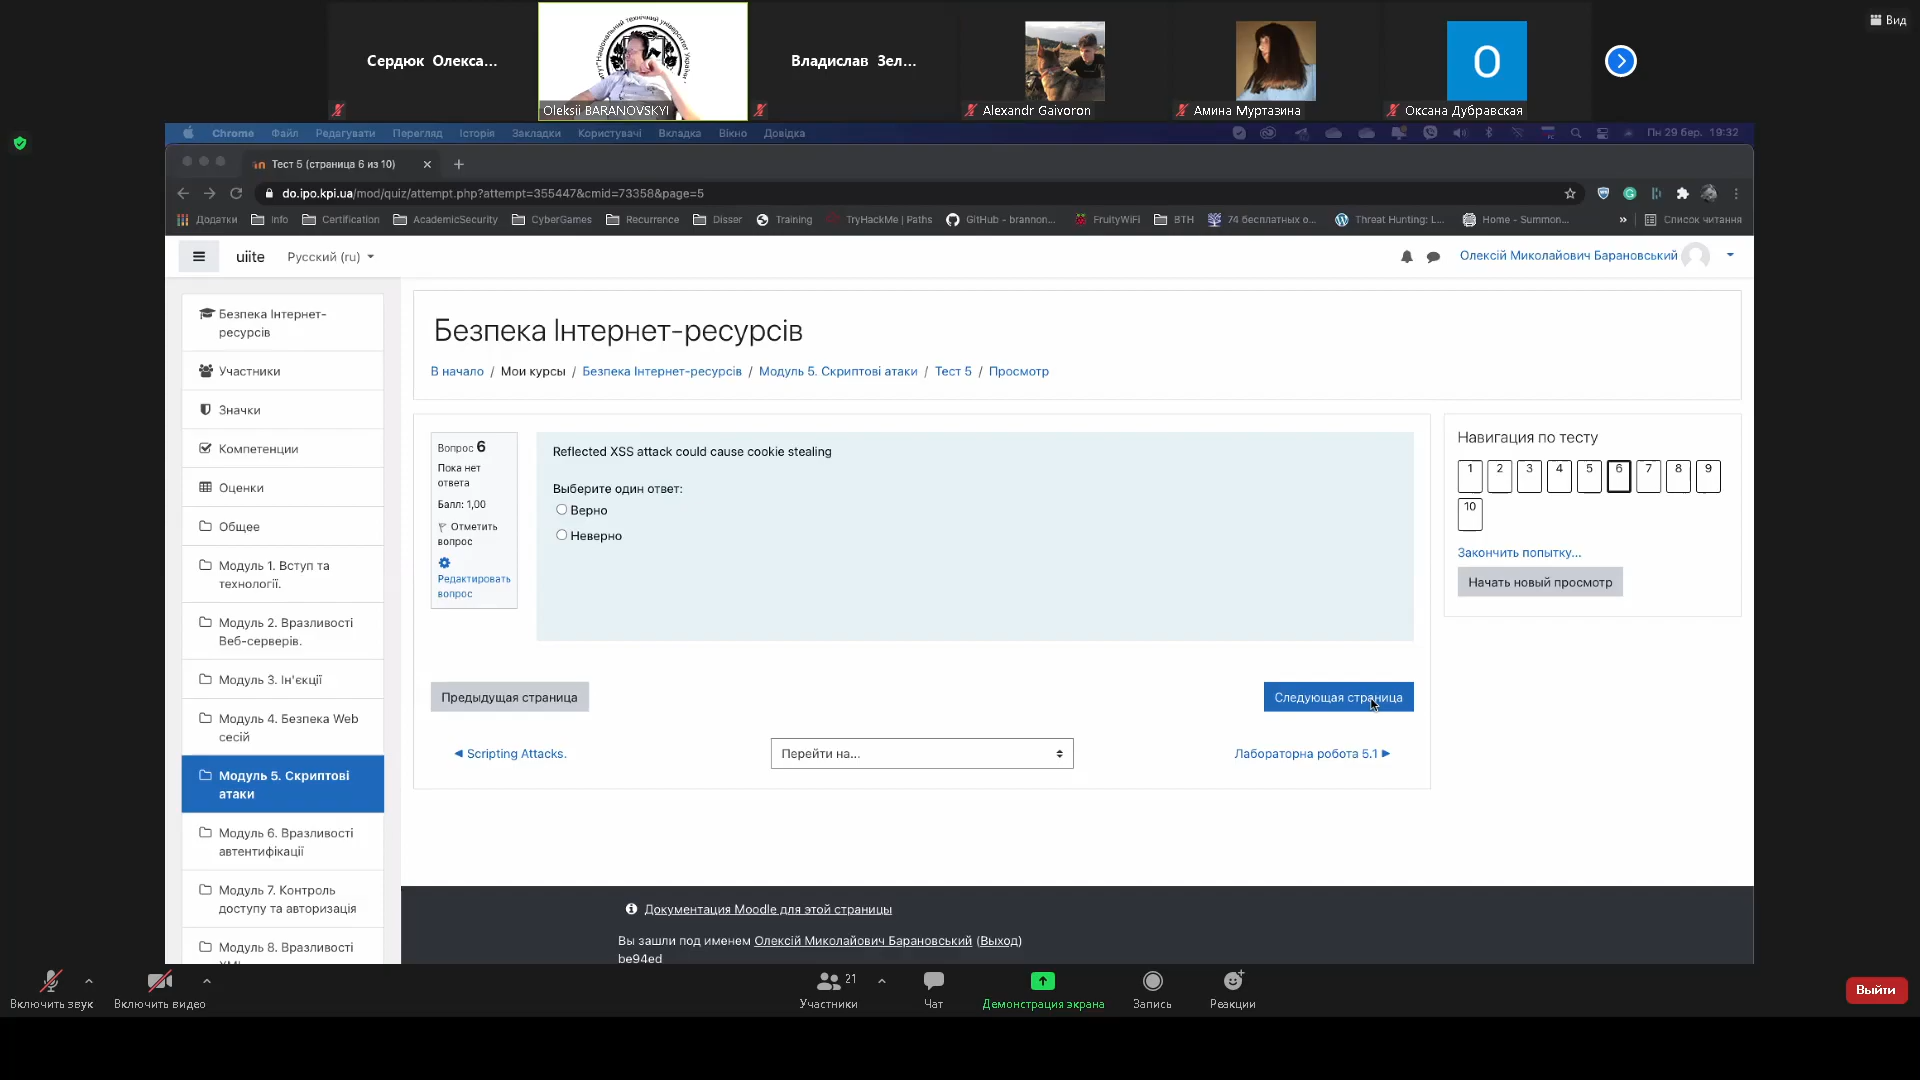 Вид
Сердюк Олекса...
Oleksii BARANOVSKYI
Владислав Зел...
Alexandr Gaivoron
Амина Муртазина
O
Оксана Дубравская
Chrome Файл Редагувати Перегляд Історія Закладки Користувачі Вкладка Вікно Довідка
Пн 29 бер. 19:32
Тест 5 (страница 6 из 10)
do.ipo.kpi.ua/mod/quiz/attempt.php?attempt=355447&cmid=73358&page=5
Додатки Info Certification AcademicSecurity CyberGames Recurrence Disser Training TryHackMe | Paths GitHub - brannon... FruityWiFi BTH 74 бесплатных о... Threat Hunting: L... Home - Summon... » Список читання
uiite Русский (ru)
Олексій Миколайович Барановський
Безпека Інтернет-
ресурсів
Участники
Значки
Компетенции
Оценки
Общее
Модуль 1. Вступ та
технології.
Модуль 2. Вразливості
Веб-серверів.
Модуль 3. Ін'єкції
Модуль 4. Безпека Web
сесій
Модуль 5. Скриптові
атаки
Модуль 6. Вразливості
автентифікації
Модуль 7. Контроль
доступу та авторизація
Модуль 8. Вразливості
Безпека Інтернет-ресурсів
В начало / Мои курсы / Безпека Інтернет-ресурсів / Модуль 5. Скриптові атаки / Тест 5 / Просмотр
Вопрос 6
Пока нет
ответа
Балл: 1,00
Отметить
вопрос
Редактировать
вопрос
Reflected XSS attack could cause cookie stealing
Выберите один ответ:
Верно
Неверно
Предыдущая страница
Следующая страница
◄ Scripting Attacks.
Перейти на...
Лабораторна робота 5.1 ►
Навигация по тесту
1 2 3 4 5 6 7 8 9
10
Закончить попытку...
Начать новый просмотр
Документация Moodle для этой страницы
Вы зашли под именем Олексій Миколайович Барановський (Выход)
be94ed
Включить звук
Включить видео
21
Участники
Чат
Демонстрация экрана
Запись
Реакции
Выйти